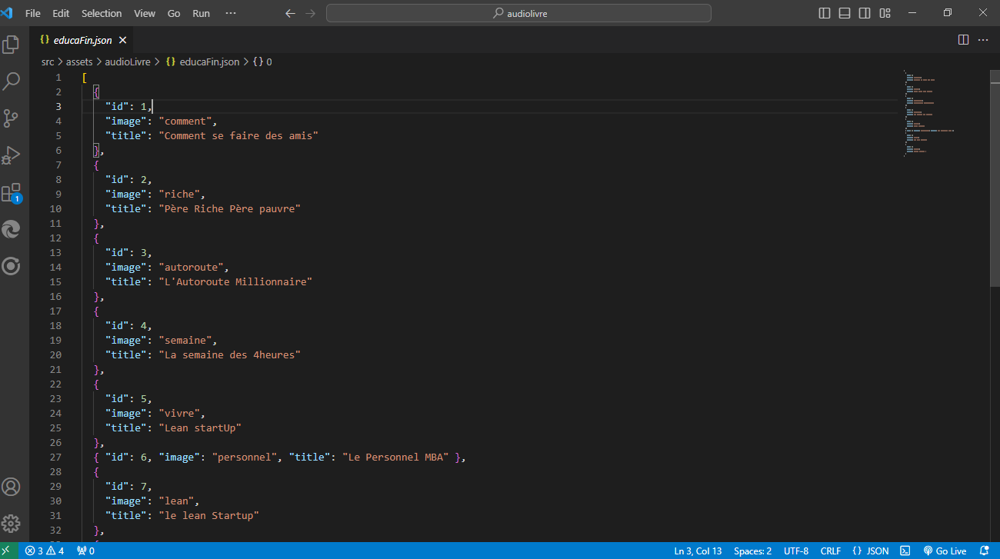 File Edit Selection View Go Run ··· audiolivre
{} educaFin.json
src > assets > audioLivre > {} educaFin.json > {} 0
1 [
2 {
3 "id": 1,
4 "image": "comment",
5 "title": "Comment se faire des amis"
6 },
7 {
8 "id": 2,
9 "image": "riche",
10 "title": "Père Riche Père pauvre"
11 },
12 {
13 "id": 3,
14 "image": "autoroute",
15 "title": "L'Autoroute Millionnaire"
16 },
17 {
18 "id": 4,
19 "image": "semaine",
20 "title": "La semaine des 4heures"
21 },
22 {
23 "id": 5,
24 "image": "vivre",
25 "title": "Lean startUp"
26 },
27 { "id": 6, "image": "personnel", "title": "Le Personnel MBA" },
28 {
29 "id": 7,
30 "image": "lean",
31 "title": "le lean Startup"
32 },
1
3 4 0 Ln 3, Col 13 Spaces: 2 UTF-8 CRLF {} JSON Go Live